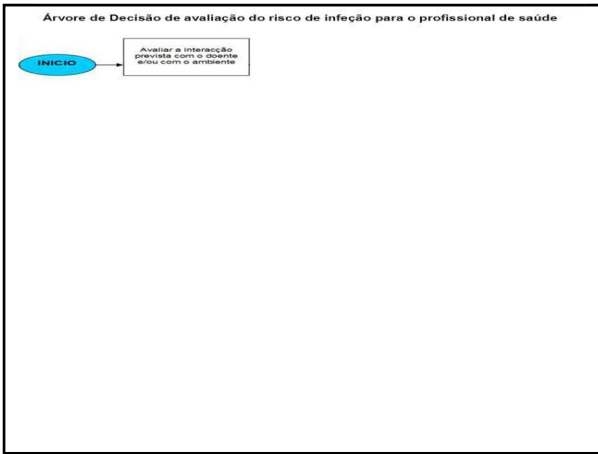 Árvore de Decisão de avaliação do risco de infeção para o profissional de saúde
INICIO
Avaliar a interacção
prevista com o doente
e/ou com o ambiente